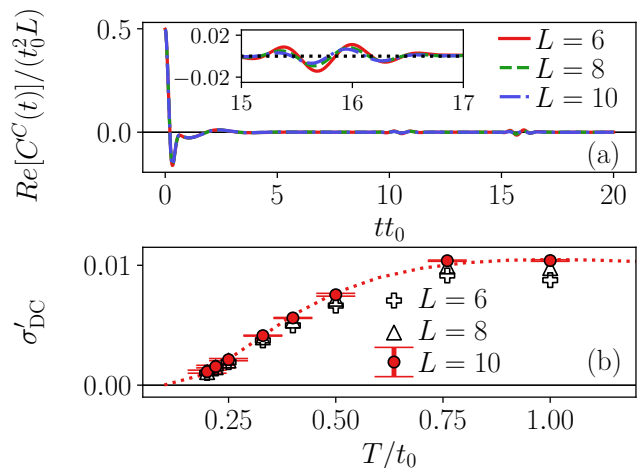 0.5
0.0
Re[C^C(t)]/(t_0^2 L)
0.02
−0.02
15 16 17
L = 6
L = 8
L = 10
(a)
0 5 10 15 20
tt_0
0.01
0.00
σ′_DC
L = 6
L = 8
L = 10
(b)
0.25 0.50 0.75 1.00
T/t_0